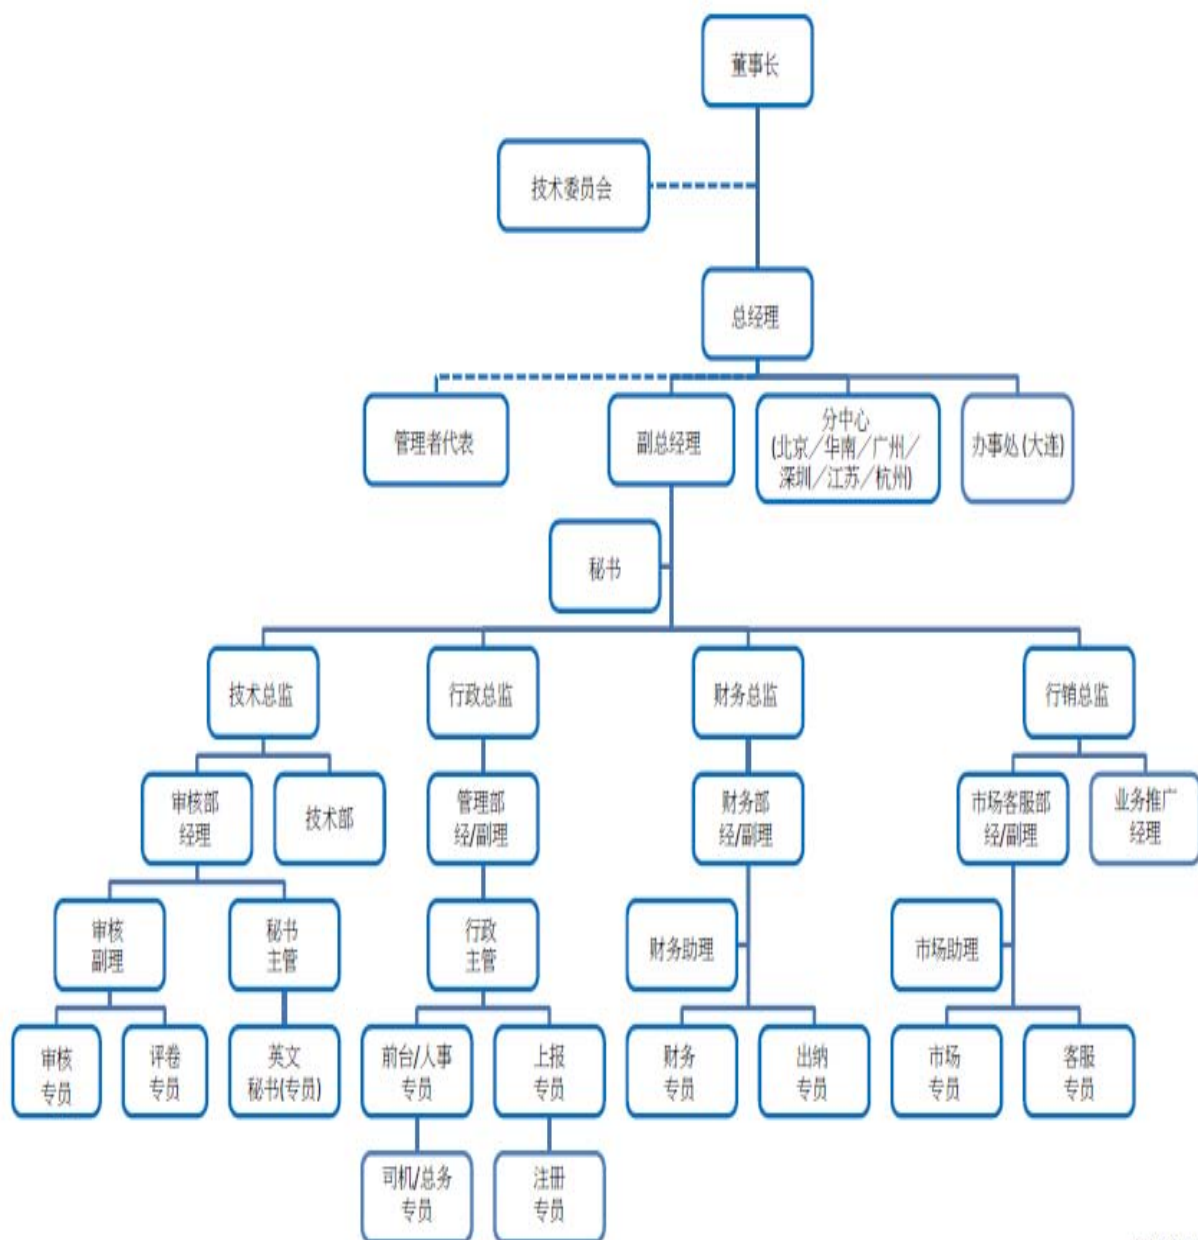 董事长
技术委员会
总经理
管理者代表
副总经理
分中心
(北京／华南／广州／
深圳／江苏／杭州)
办事处 (大连)
秘书
技术总监
行政总监
财务总监
行销总监
审核部
经理
技术部
管理部
经/副理
财务部
经/副理
市场客服部
经/副理
业务推广
经理
审核
副理
秘书
主管
行政
主管
财务助理
市场助理
审核
专员
评卷
专员
英文
秘书(专员)
前台/人事
专员
上报
专员
财务
专员
出纳
专员
市场
专员
客服
专员
司机/总务
专员
注册
专员